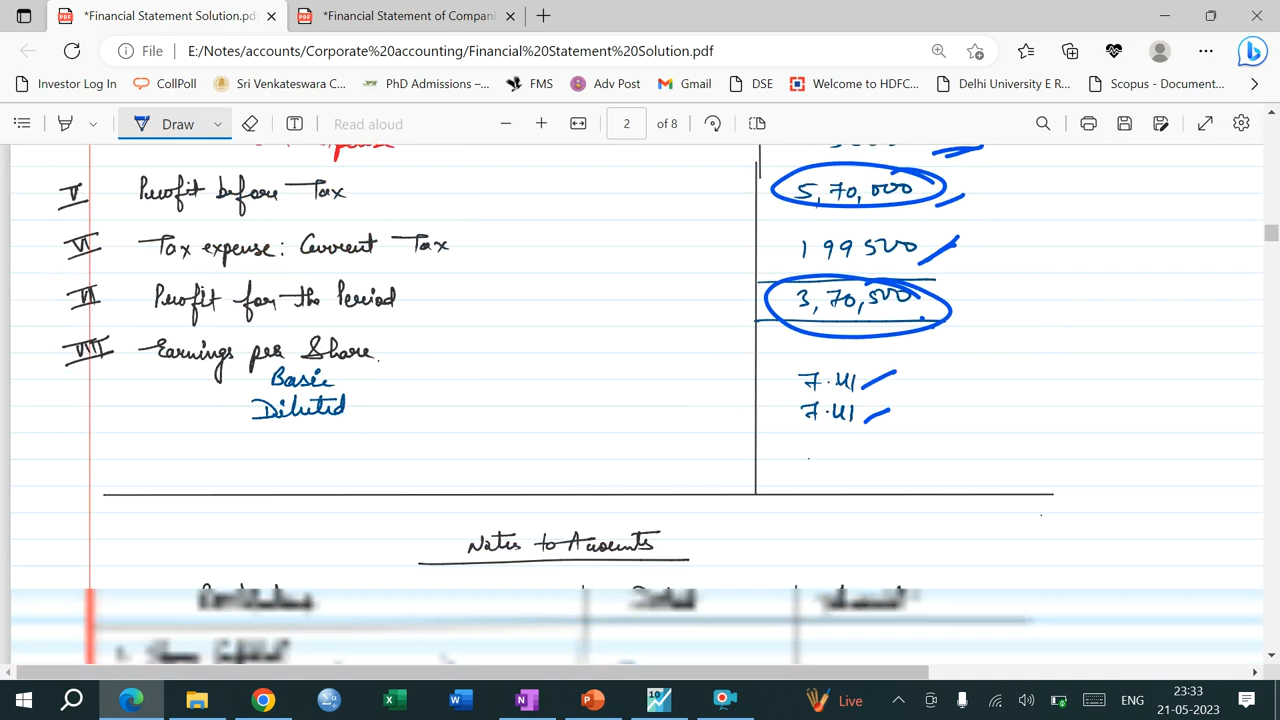 *Financial Statement Solution.pdf
*Financial Statement of Compani
File E:/Notes/accounts/Corporate%20accounting/Financial%20Statement%20Solution.pdf
Investor Log In CollPoll Sri Venkateswara C... PhD Admissions –... FMS Adv Post Gmail DSE Welcome to HDFC... Delhi University E R... Scopus - Document...
Draw Read aloud 2 of 8
V Profit before Tax 5,70,000
VI Tax expense: Current Tax 199500
VII Profit for the Period 3,70,500
VIII Earnings per Share.
Basic 7.41
Diluted 7.41
Notes to Accounts
Live ENG 23:33
21-05-2023